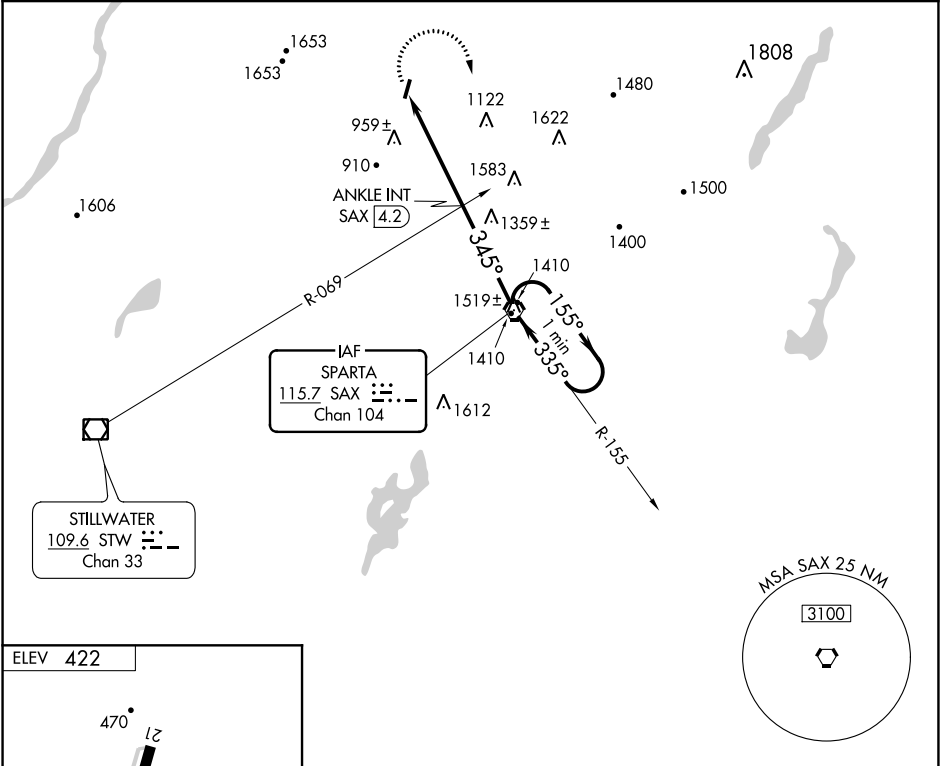 1653
1653
1808
1480
1122
959±
1622
910
1583
1500
ANKLE INT
SAX 4.2
1606
1359±
1400
345°
R-069
1410
1519±
155°
1 min
335°
1410
IAF
SPARTA
115.7 SAX
Chan 104
1612
R-155
STILLWATER
109.6 STW
Chan 33
MSA SAX 25 NM
3100
ELEV 422
470
21